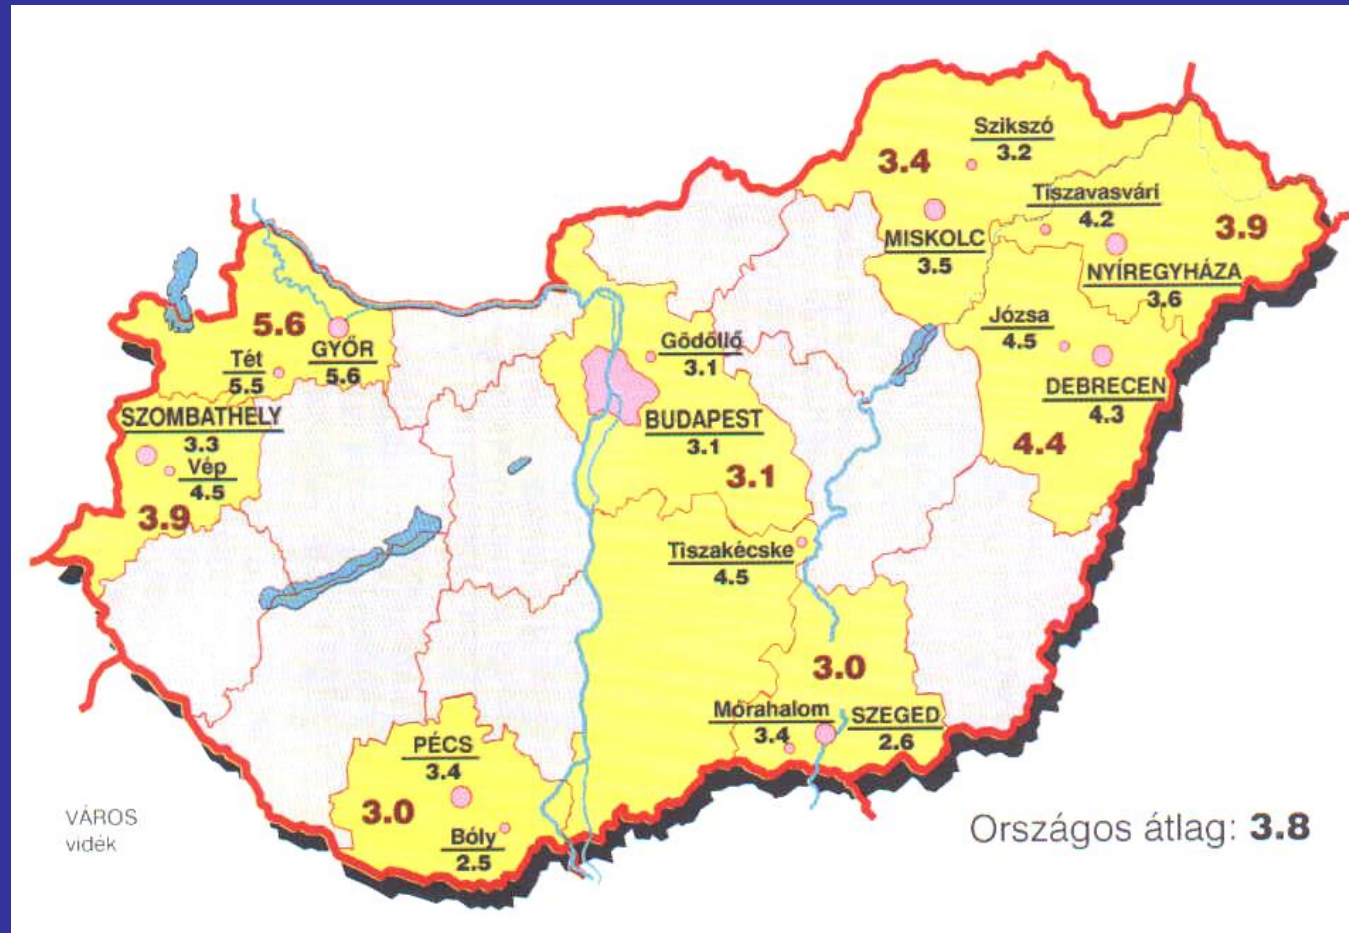 Szikszó
3.2
3.4
Tiszavasvári
4.2
3.9
MISKOLC
3.5
NYÍREGYHÁZA
3.6
Józsa
4.5
DEBRECEN
4.3
4.4
5.6
GYŐR
5.6
Tét
5.5
Gödöllő
3.1
BUDAPEST
3.1
3.1
SZOMBATHELY
3.3
Vép
4.5
3.9
Tiszakécske
4.5
3.0
Mórahalom
3.4
SZEGED
2.6
PÉCS
3.4
3.0
Bóly
2.5
VÁROS
vidék
Országos átlag: 3.8